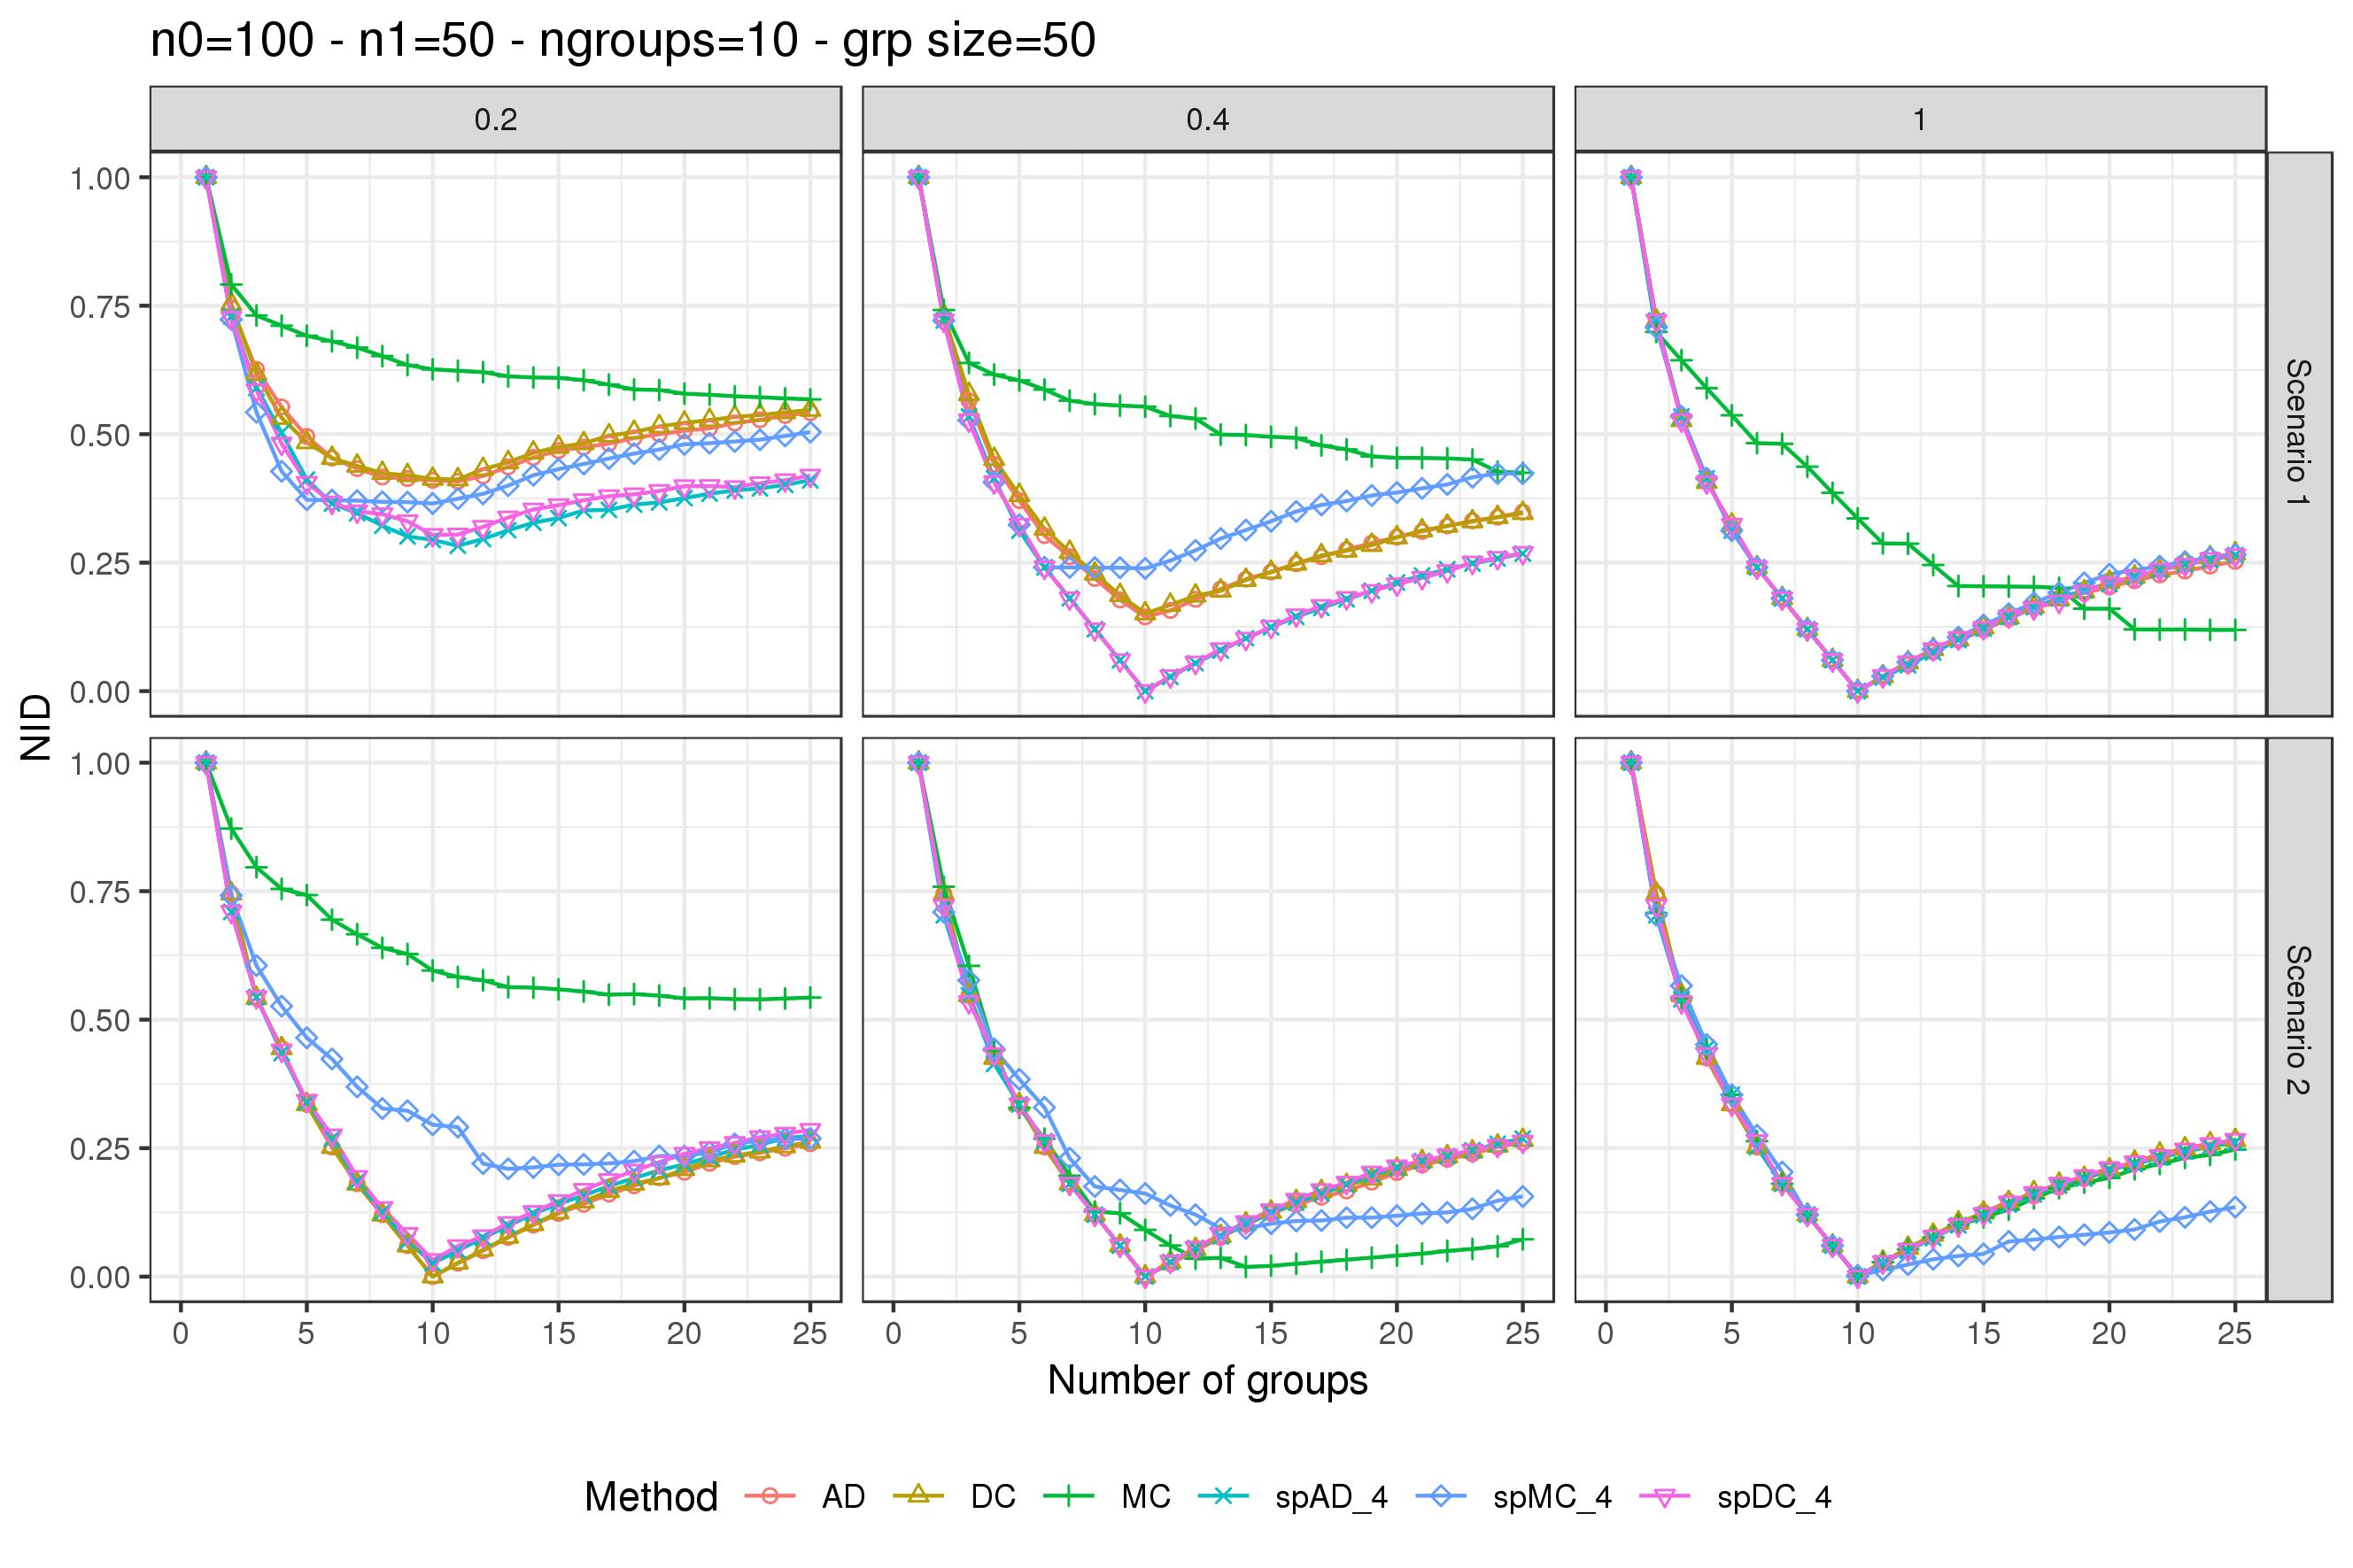 n0=100 - n1=50 - ngroups=10 - grp size=50
0.2
0.4
1
1.00
0.75
0.50
0.25
0.00
Scenario 1
NID
1.00
0.75
0.50
0.25
0.00
Scenario 2
0 5 10 15 20 25
0 5 10 15 20 25
0 5 10 15 20 25
Number of groups
Method AD DC MC spAD_4 spMC_4 spDC_4